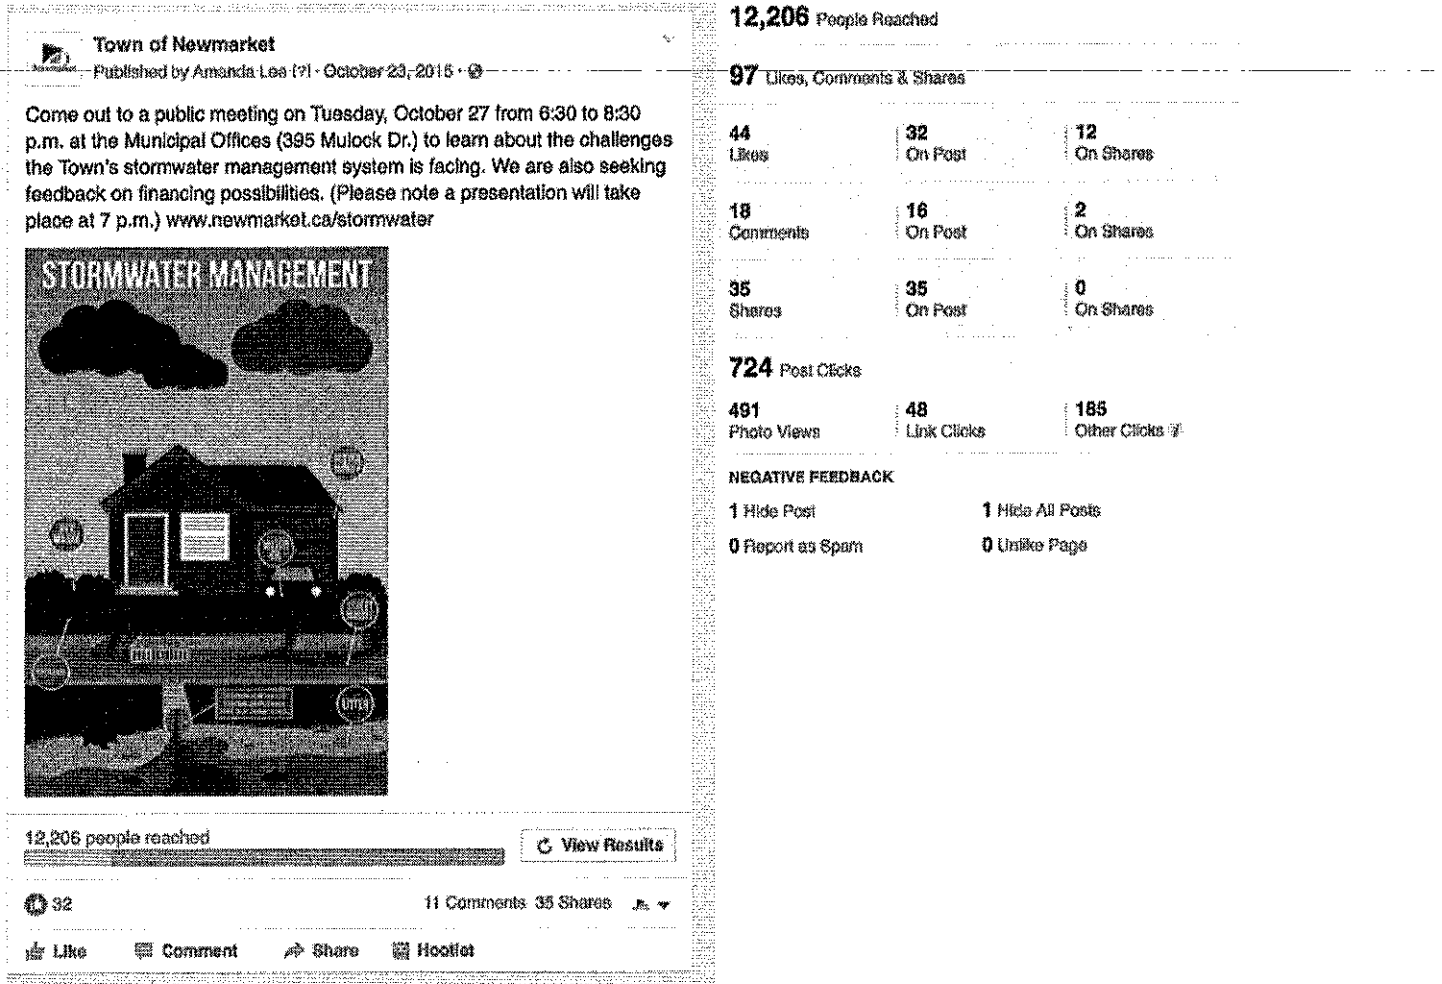 Town of Newmarket
Published by Amanda Lee [?] · October 23, 2015 ·
Come out to a public meeting on Tuesday, October 27 from 6:30 to 8:30
p.m. at the Municipal Offices (395 Mulock Dr.) to learn about the challenges
the Town's stormwater management system is facing. We are also seeking
feedback on financing possibilities. (Please note a presentation will take
place at 7 p.m.) www.newmarket.ca/stormwater
STORMWATER MANAGEMENT
12,206 people reached
View Results
32
11 Comments 35 Shares
Like Comment Share Hootlet
12,206 People Reached
97 Likes, Comments & Shares
44 32 12
Likes On Post On Shares
18 16 2
Comments On Post On Shares
35 35 0
Shares On Post On Shares
724 Post Clicks
491 48 185
Photo Views Link Clicks Other Clicks
NEGATIVE FEEDBACK
1 Hide Post 1 Hide All Posts
0 Report as Spam 0 Unlike Page